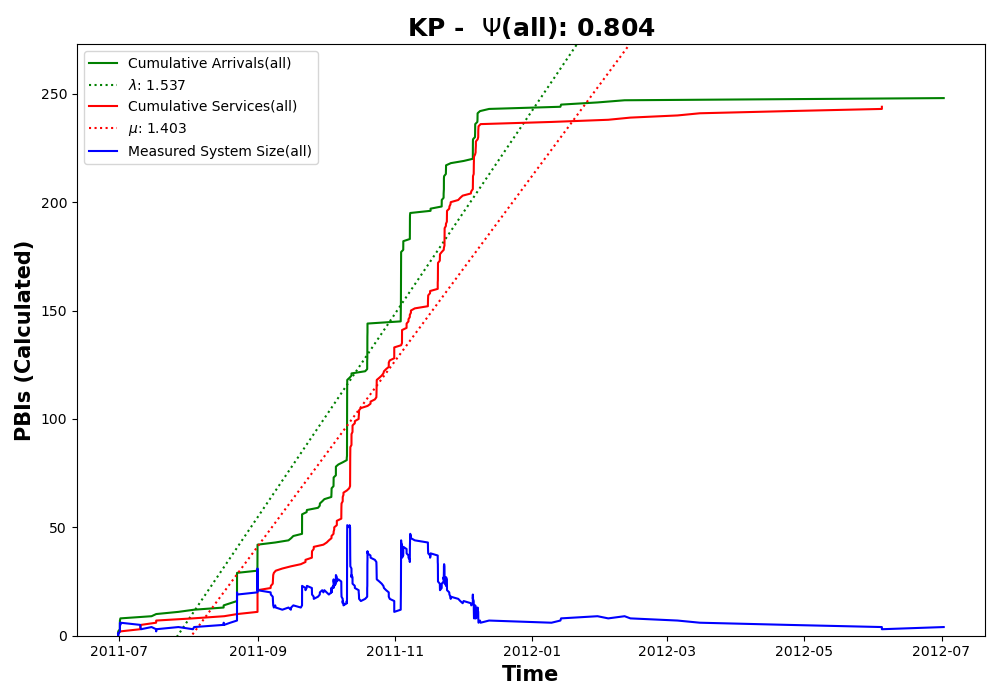 KP - Ψ(all): 0.804
Cumulative Arrivals(all)
λ: 1.537
Cumulative Services(all)
μ: 1.403
Measured System Size(all)
PBIs (Calculated)
250
200
150
100
50
0
2011-07 2011-09 2011-11 2012-01 2012-03 2012-05 2012-07
Time